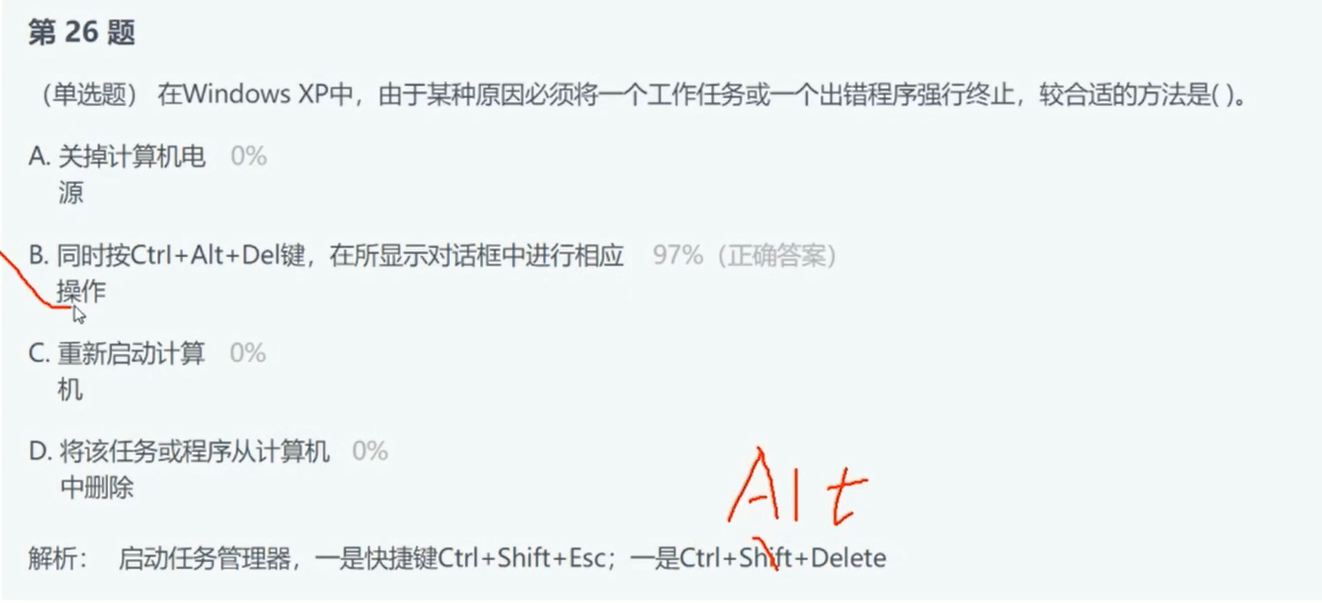 第 26 题
（单选题） 在Windows XP中，由于某种原因必须将一个工作任务或一个出错程序强行终止，较合适的方法是( )。
A. 关掉计算机电 0%
源
B. 同时按Ctrl+Alt+Del键，在所显示对话框中进行相应 97%（正确答案）
操作
C. 重新启动计算 0%
机
D. 将该任务或程序从计算机 0%
中删除
Alt
解析： 启动任务管理器，一是快捷键Ctrl+Shift+Esc；一是Ctrl+Shift+Delete